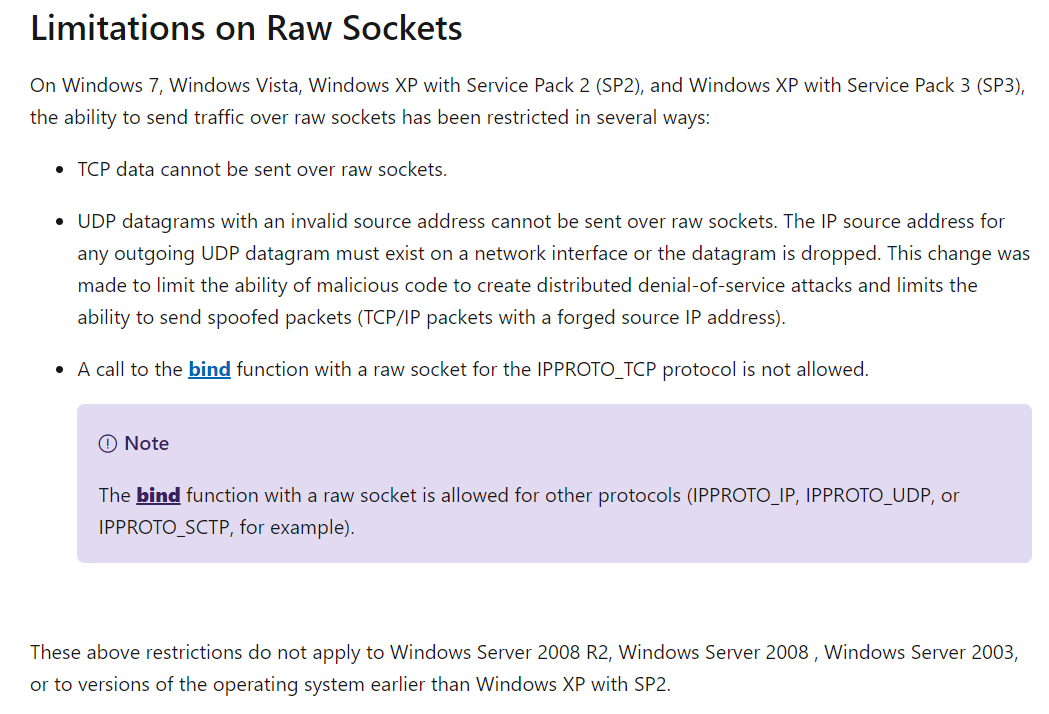 Limitations on Raw Sockets
On Windows 7, Windows Vista, Windows XP with Service Pack 2 (SP2), and Windows XP with Service Pack 3 (SP3),
the ability to send traffic over raw sockets has been restricted in several ways:
• TCP data cannot be sent over raw sockets.
• UDP datagrams with an invalid source address cannot be sent over raw sockets. The IP source address for
any outgoing UDP datagram must exist on a network interface or the datagram is dropped. This change was
made to limit the ability of malicious code to create distributed denial-of-service attacks and limits the
ability to send spoofed packets (TCP/IP packets with a forged source IP address).
• A call to the bind function with a raw socket for the IPPROTO_TCP protocol is not allowed.
Note
The bind function with a raw socket is allowed for other protocols (IPPROTO_IP, IPPROTO_UDP, or
IPPROTO_SCTP, for example).
These above restrictions do not apply to Windows Server 2008 R2, Windows Server 2008 , Windows Server 2003,
or to versions of the operating system earlier than Windows XP with SP2.